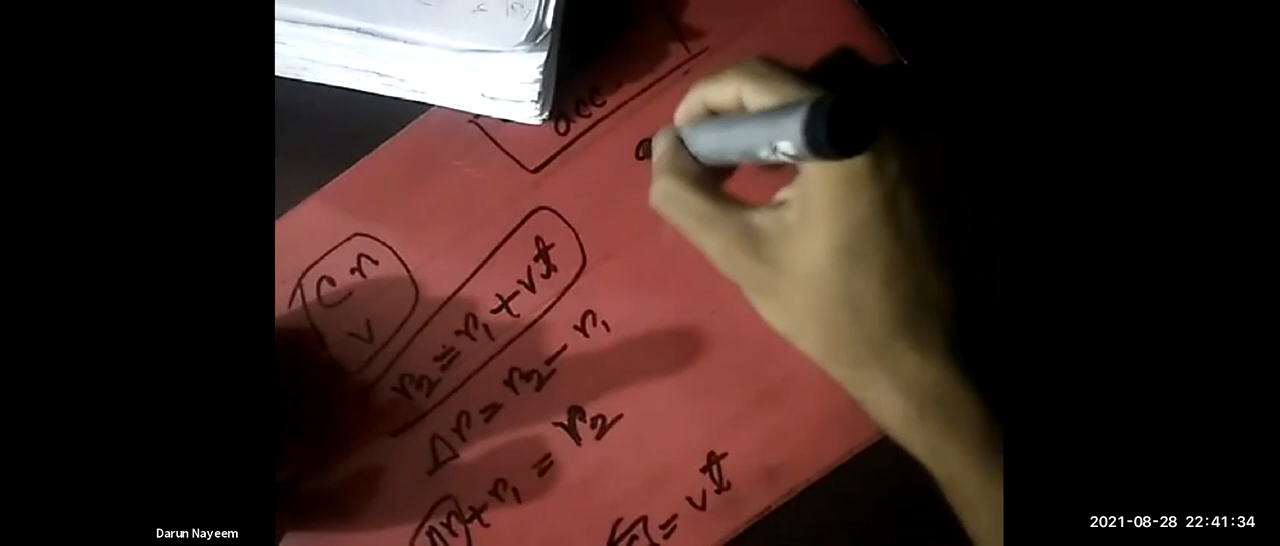 acc
C n
v
r₂ = r₁ + vt
Δr = r₂ - r₁
Δr + r₁ = r₂
= vt
Darun Nayeem
2021-08-28 22:41:34